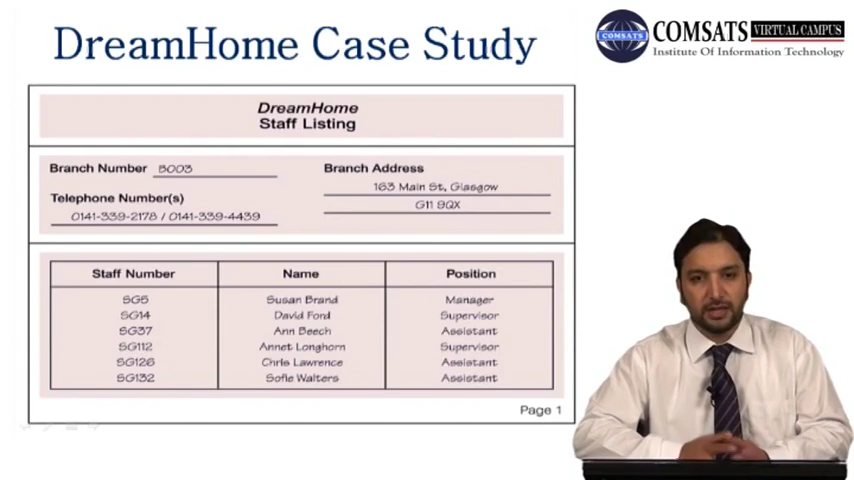 DreamHome Case Study
COMSATS
COMSATS VIRTUAL CAMPUS
Institute Of Information Technology
DreamHome
Staff Listing
Branch Number B003
Branch Address
163 Main St, Glasgow
Telephone Number(s)
G11 9QX
0141-339-2178 / 0141-339-4439
Staff Number Name Position
SG5 Susan Brand Manager
SG14 David Ford Supervisor
SG37 Ann Beech Assistant
SG112 Annet Longhorn Supervisor
SG126 Chris Lawrence Assistant
SG132 Sofie Walters Assistant
Page 1